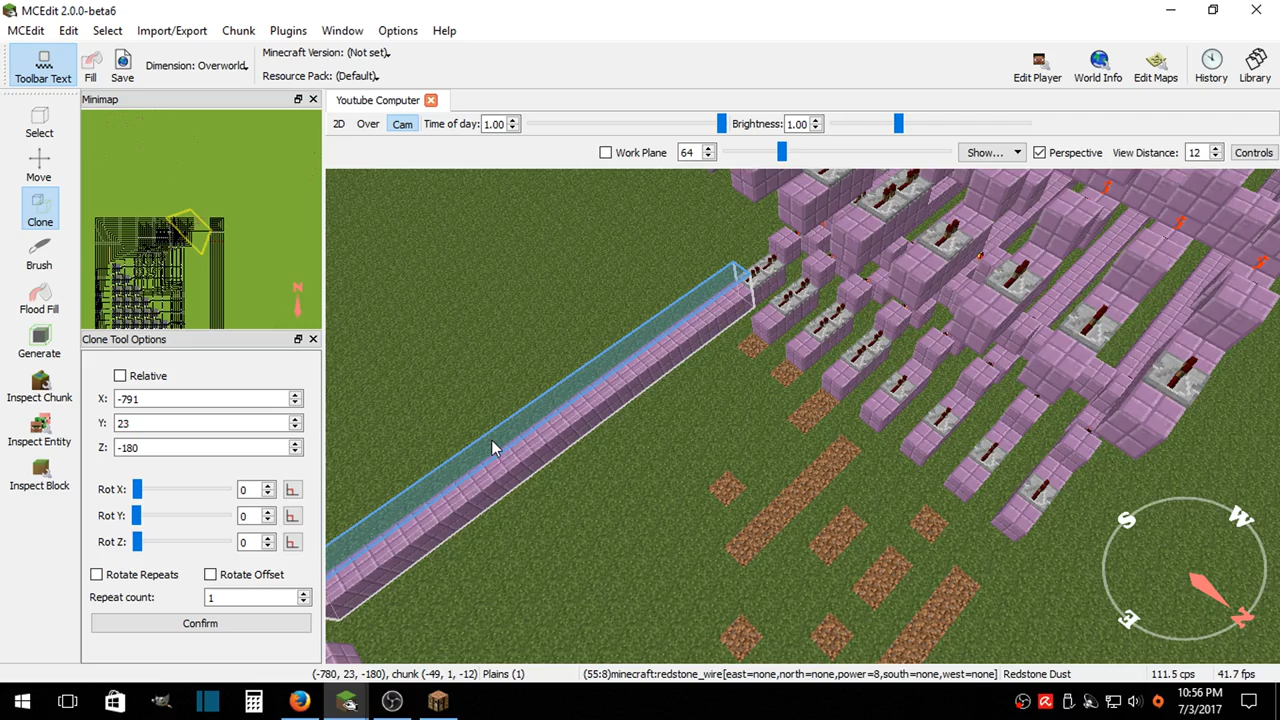 MCEdit 2.0.0-beta6
MCEdit Edit Select Import/Export Chunk Plugins Window Options Help
Toolbar Text Fill Save Dimension: Overworld Minecraft Version: (Not set) Resource Pack: (Default) Edit Player World Info Edit Maps History Library
Minimap
Youtube Computer
2D Over Cam Time of day: 1.00 Brightness: 1.00
Work Plane 64 Show... Perspective View Distance: 12 Controls
Select
Move
Clone
Brush
Flood Fill
Generate
Inspect Chunk
Inspect Entity
Inspect Block
N
Clone Tool Options
Relative
X: -791
Y: 23
Z: -180
Rot X: 0
Rot Y: 0
Rot Z: 0
Rotate Repeats Rotate Offset
Repeat count: 1
Confirm
S W
E N
(-780, 23, -180), chunk (-49, 1, -12) Plains (1) (55:8)minecraft:redstone_wire[east=none,north=none,power=8,south=none,west=none] Redstone Dust 111.5 cps 41.7 fps
10:56 PM
7/3/2017